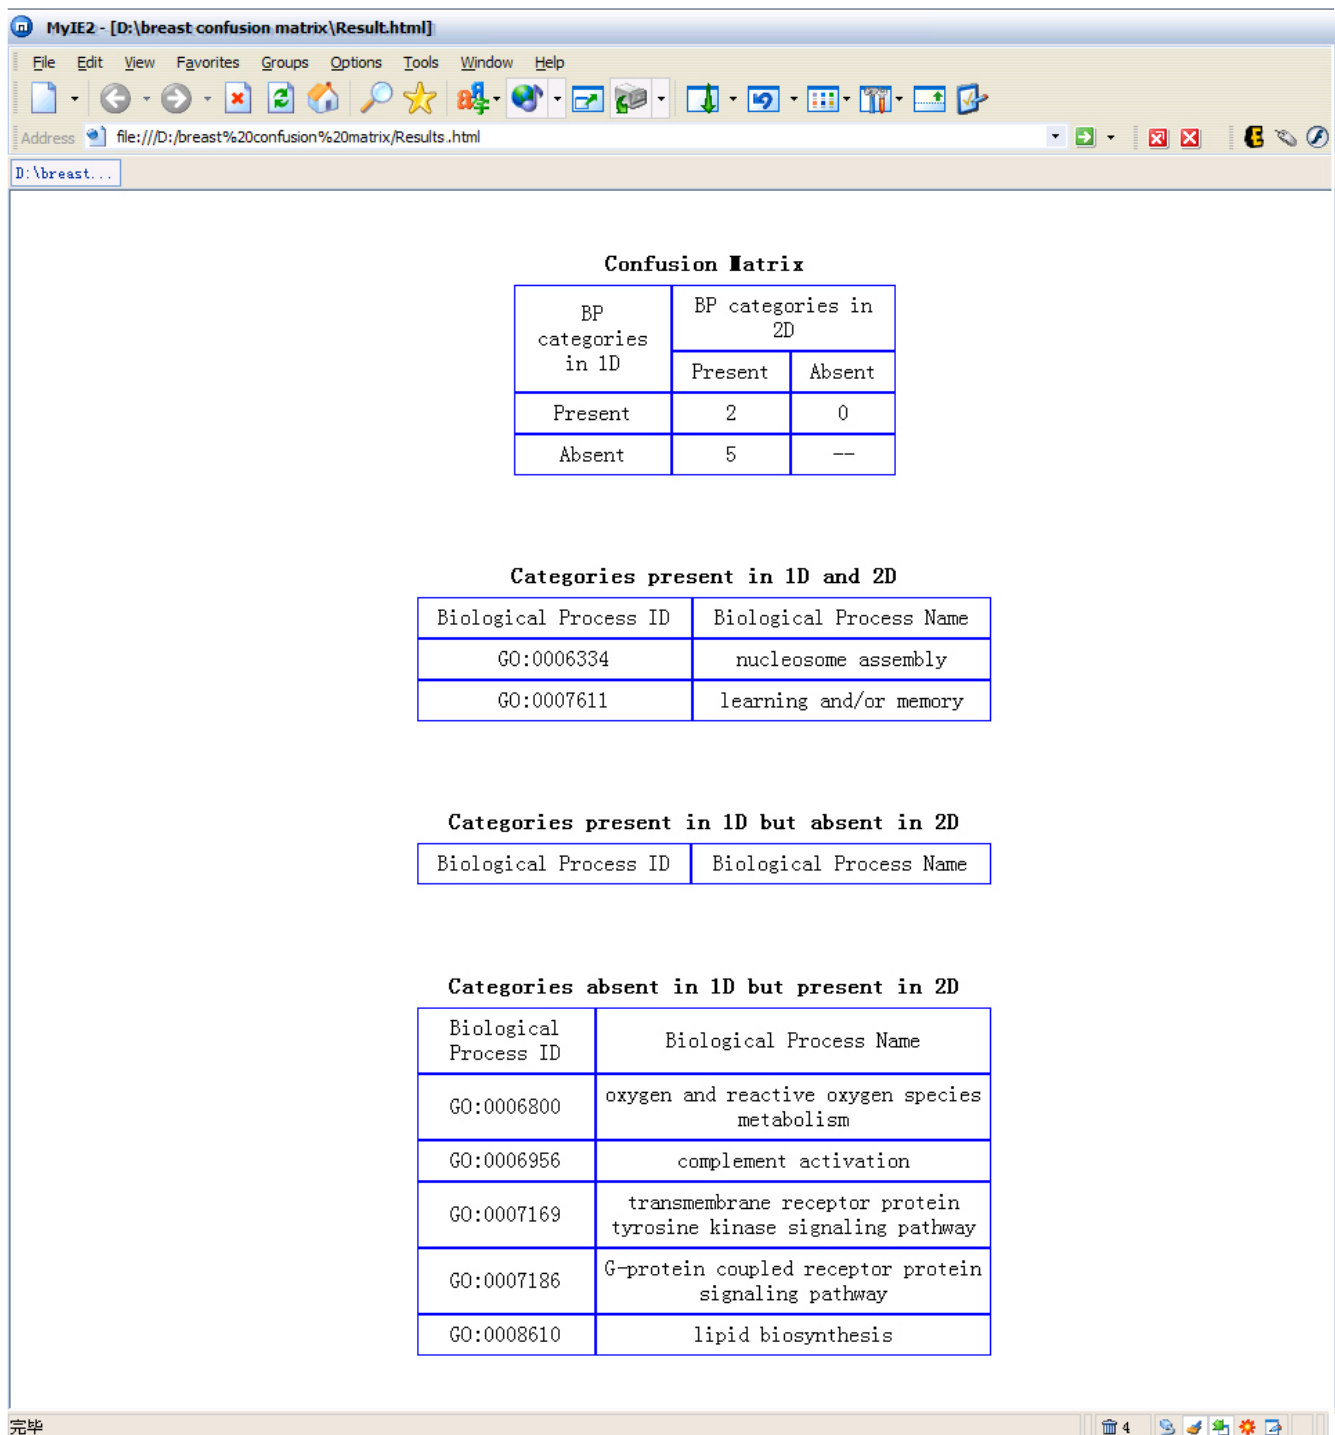 MyIE2 - [D:\breast confusion matrix\Result.html]
File Edit View Favorites Groups Options Tools Window Help
Address file:///D:/breast%20confusion%20matrix/Results.html
D:\breast...
Confusion Matrix
BP categories in 1D
BP categories in 2D
Present Absent
Present 2 0
Absent 5 --
Categories present in 1D and 2D
Biological Process ID Biological Process Name
GO:0006334 nucleosome assembly
GO:0007611 learning and/or memory
Categories present in 1D but absent in 2D
Biological Process ID Biological Process Name
Categories absent in 1D but present in 2D
Biological Process ID Biological Process Name
GO:0006800 oxygen and reactive oxygen species metabolism
GO:0006956 complement activation
GO:0007169 transmembrane receptor protein tyrosine kinase signaling pathway
GO:0007186 G-protein coupled receptor protein signaling pathway
GO:0008610 lipid biosynthesis
完毕 4